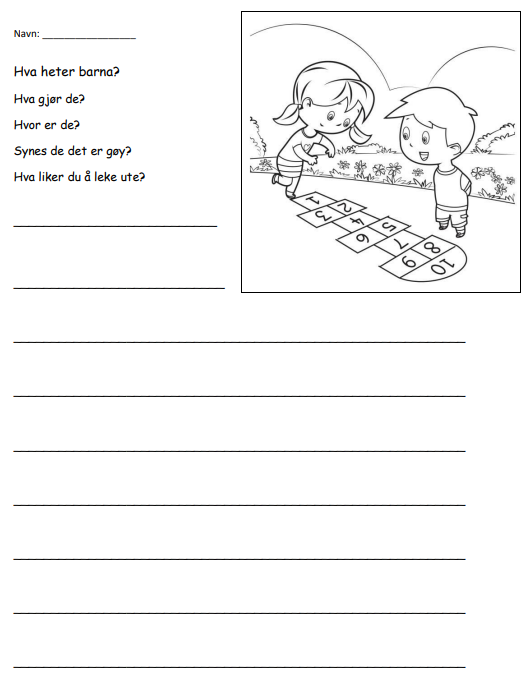 Navn: _________________
Hva heter barna?
Hva gjør de?
Hvor er de?
Synes de det er gøy?
Hva liker du å leke ute?
1
2
3
4
5
6
7
8
9
10